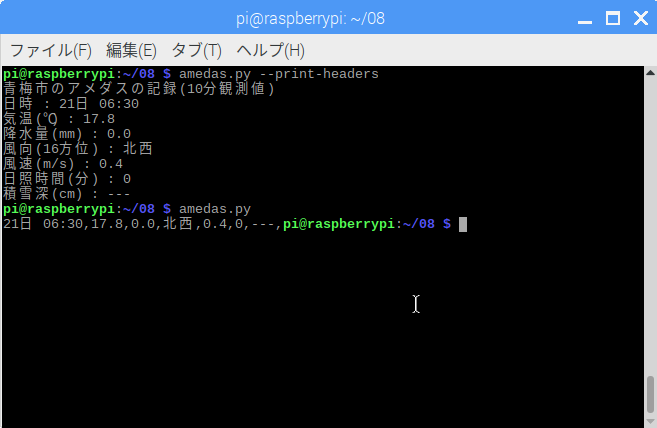 pi@raspberrypi: ~/08
ファイル(F) 編集(E) タブ(T) ヘルプ(H)
pi@raspberrypi:~/08 $ amedas.py --print-headers
青梅市のアメダスの記録(10分観測値)
日時 : 21日 06:30
気温(℃) : 17.8
降水量(mm) : 0.0
風向(16方位) : 北西
風速(m/s) : 0.4
日照時間(分) : 0
積雪深(cm) : ---
pi@raspberrypi:~/08 $ amedas.py
21日 06:30,17.8,0.0,北西,0.4,0,---,pi@raspberrypi:~/08 $